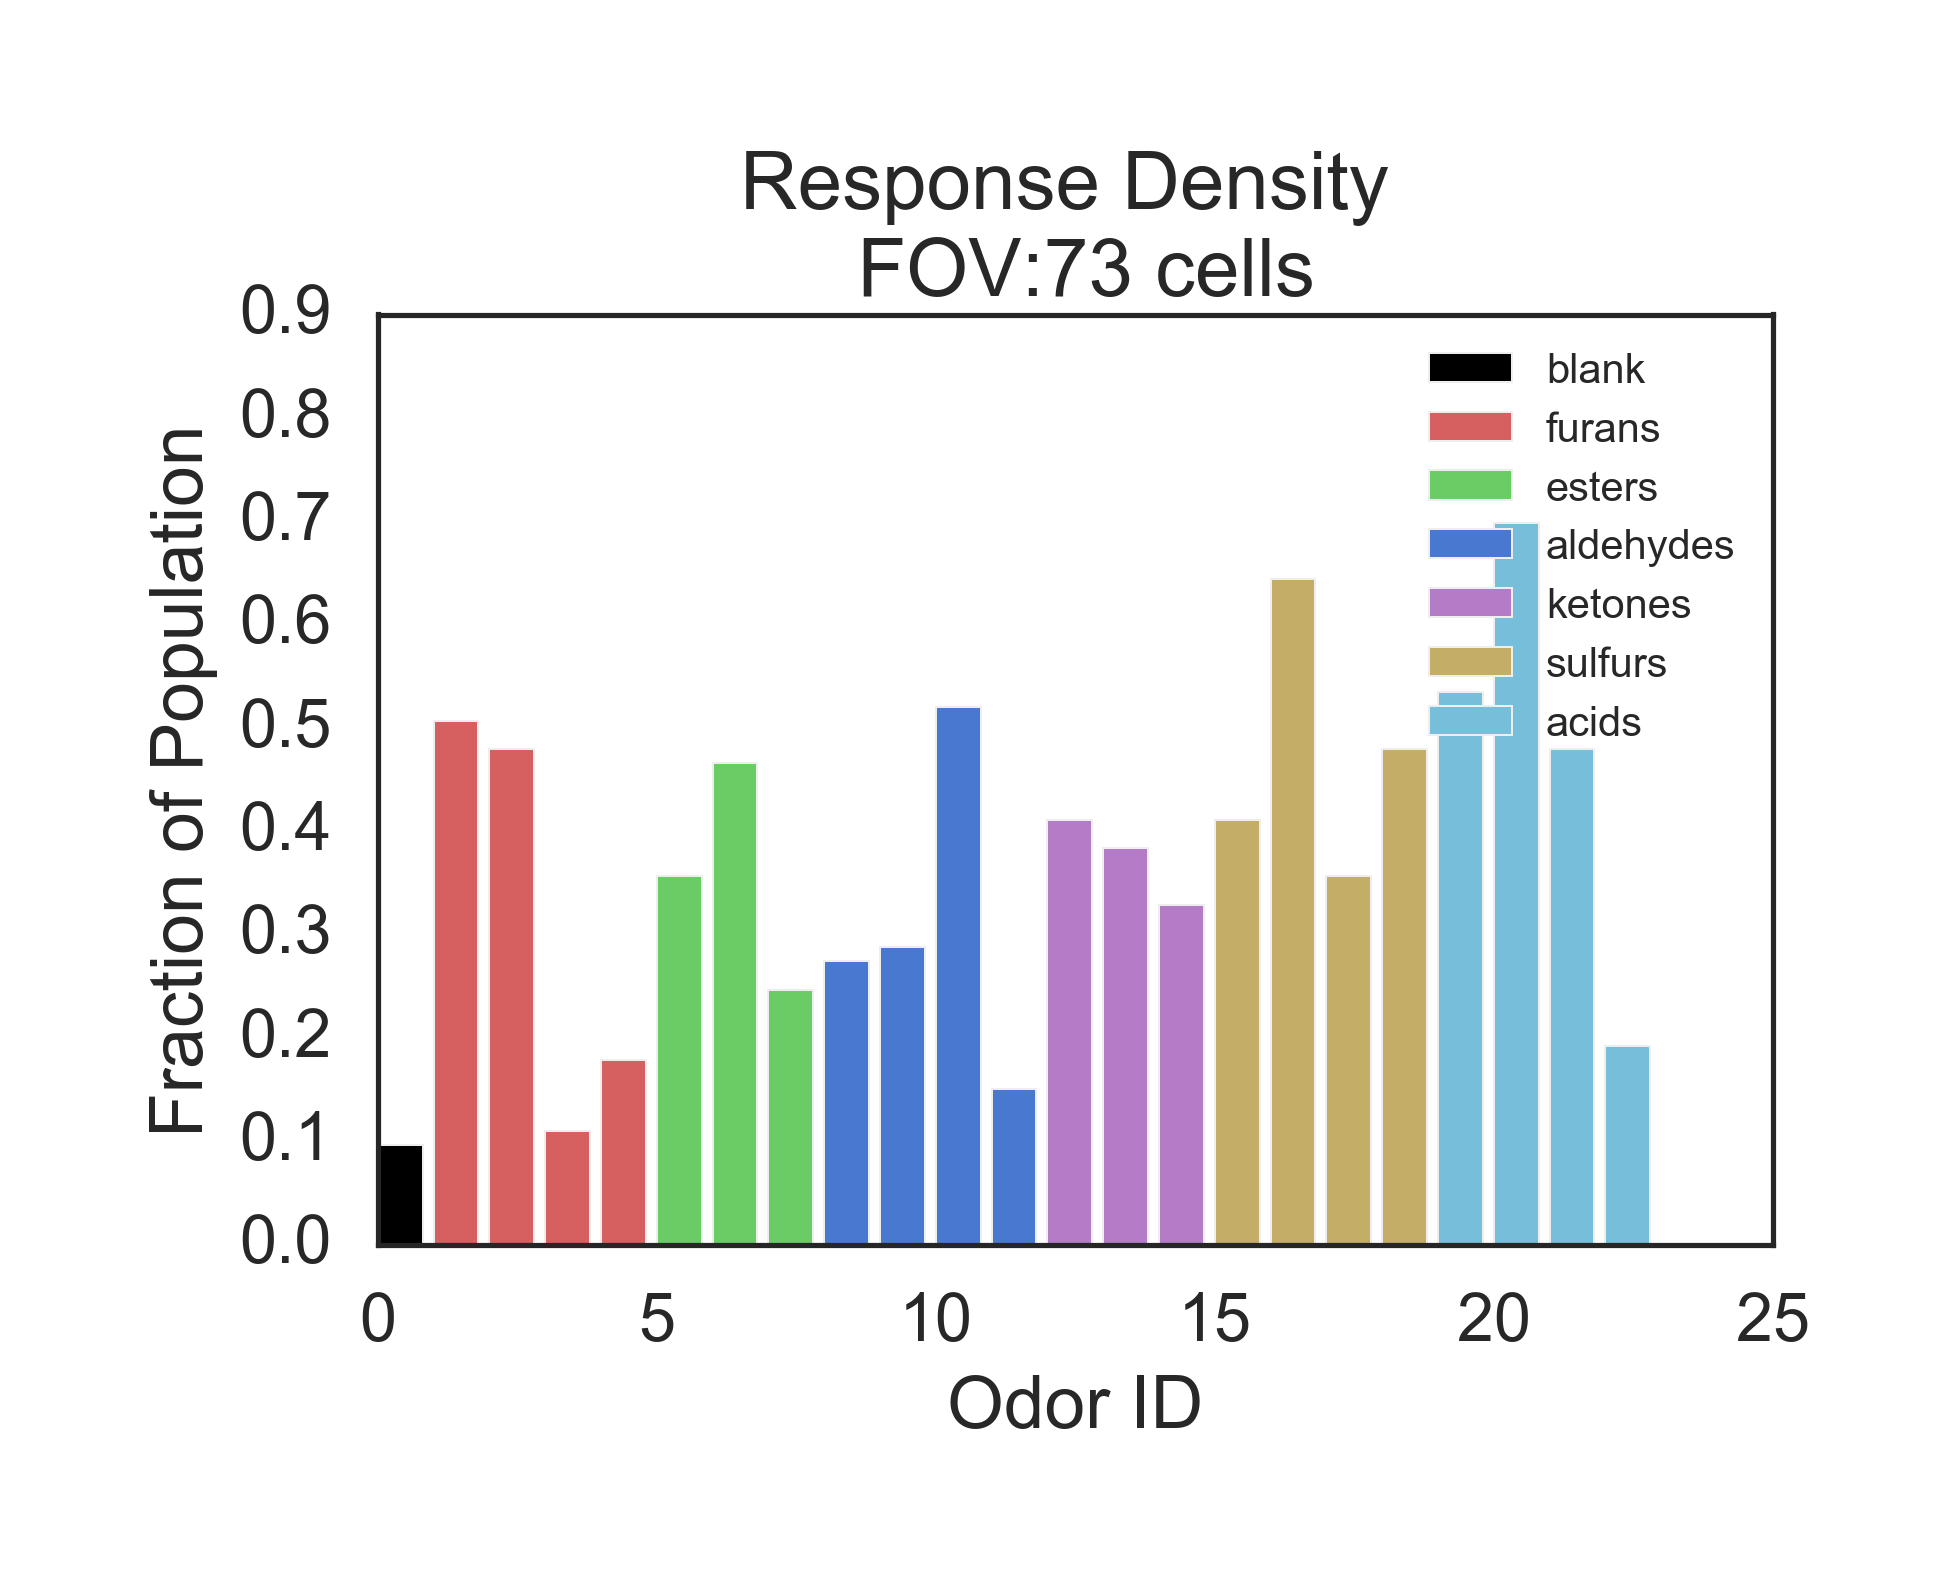 Response Density
FOV:73 cells
0.9
0.8
0.7
0.6
0.5
0.4
0.3
0.2
0.1
0.0
Fraction of Population
blank
furans
esters
aldehydes
ketones
sulfurs
acids
0 5 10 15 20 25
Odor ID